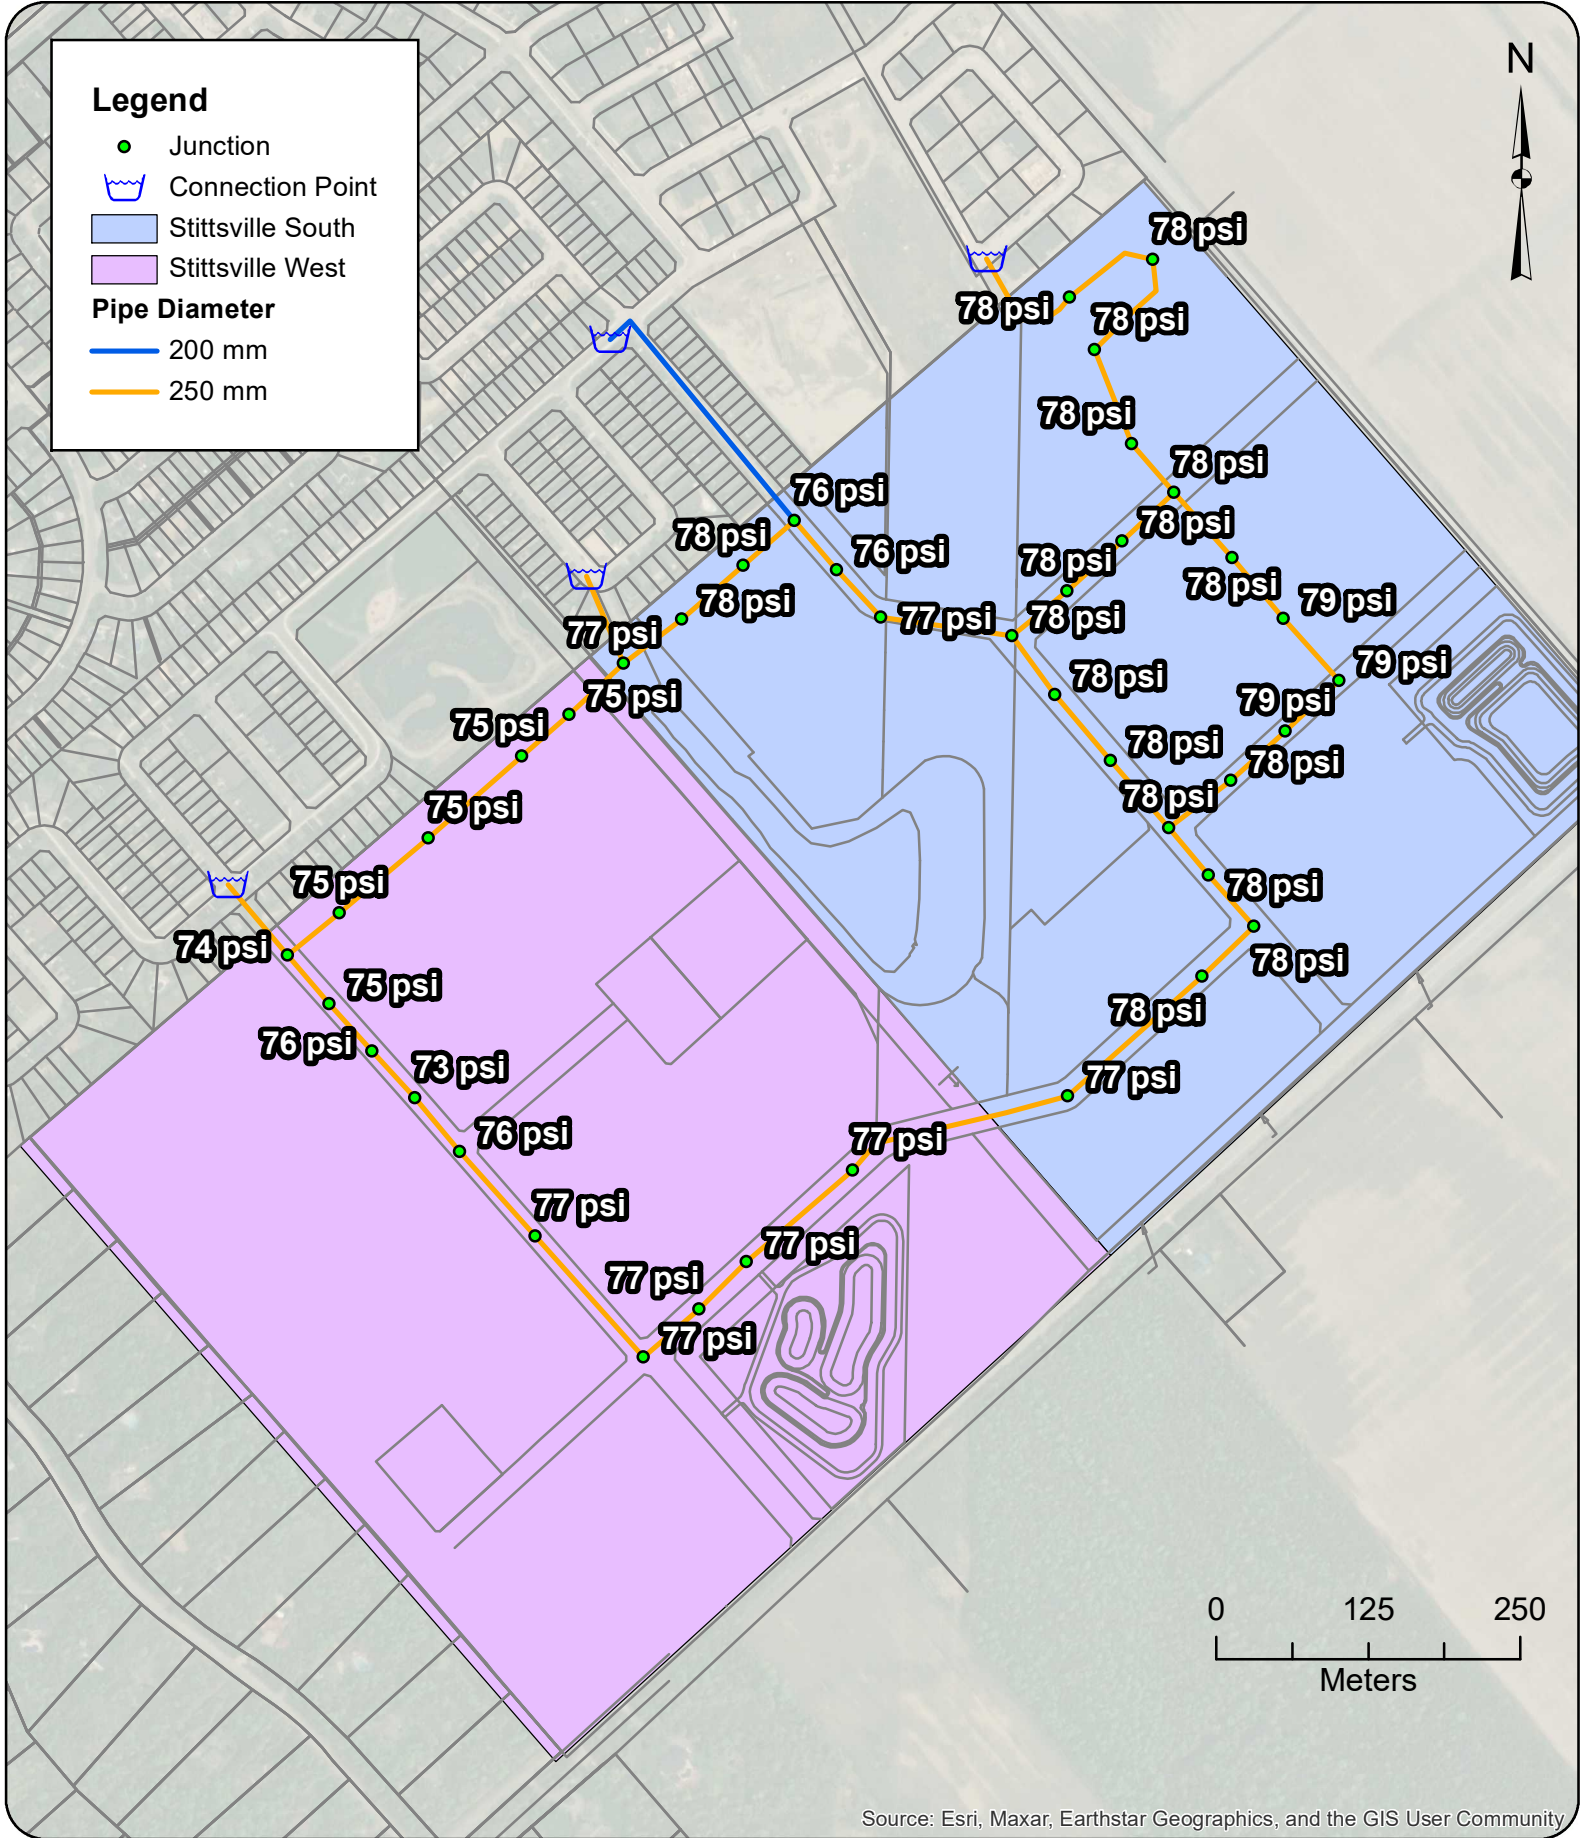 Legend
Junction
Connection Point
Stittsville South
Stittsville West
Pipe Diameter
200 mm
250 mm
N
78 psi
78 psi
78 psi
78 psi
78 psi
76 psi
78 psi
78 psi
76 psi
78 psi
78 psi
78 psi
79 psi
77 psi
78 psi
77 psi
79 psi
78 psi
75 psi
79 psi
75 psi
78 psi
78 psi
78 psi
75 psi
75 psi
78 psi
74 psi
78 psi
75 psi
78 psi
76 psi
73 psi
77 psi
76 psi
77 psi
77 psi
77 psi
77 psi
77 psi
0 125 250
Meters
Source: Esri, Maxar, Earthstar Geographics, and the GIS User Community